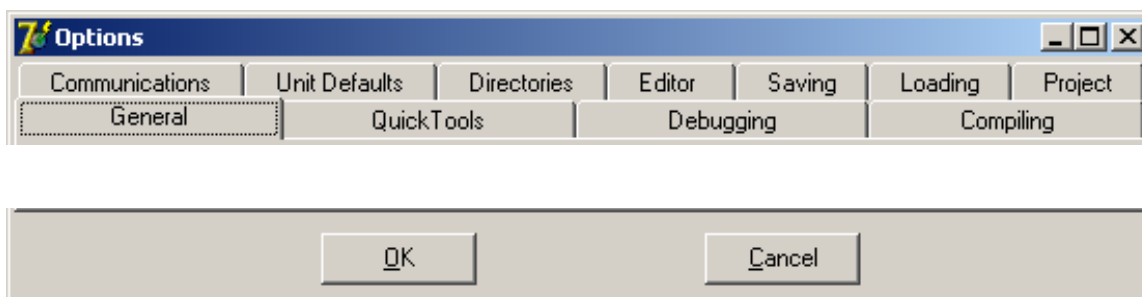 Options
Communications Unit Defaults Directories Editor Saving Loading Project
General QuickTools Debugging Compiling
OK Cancel